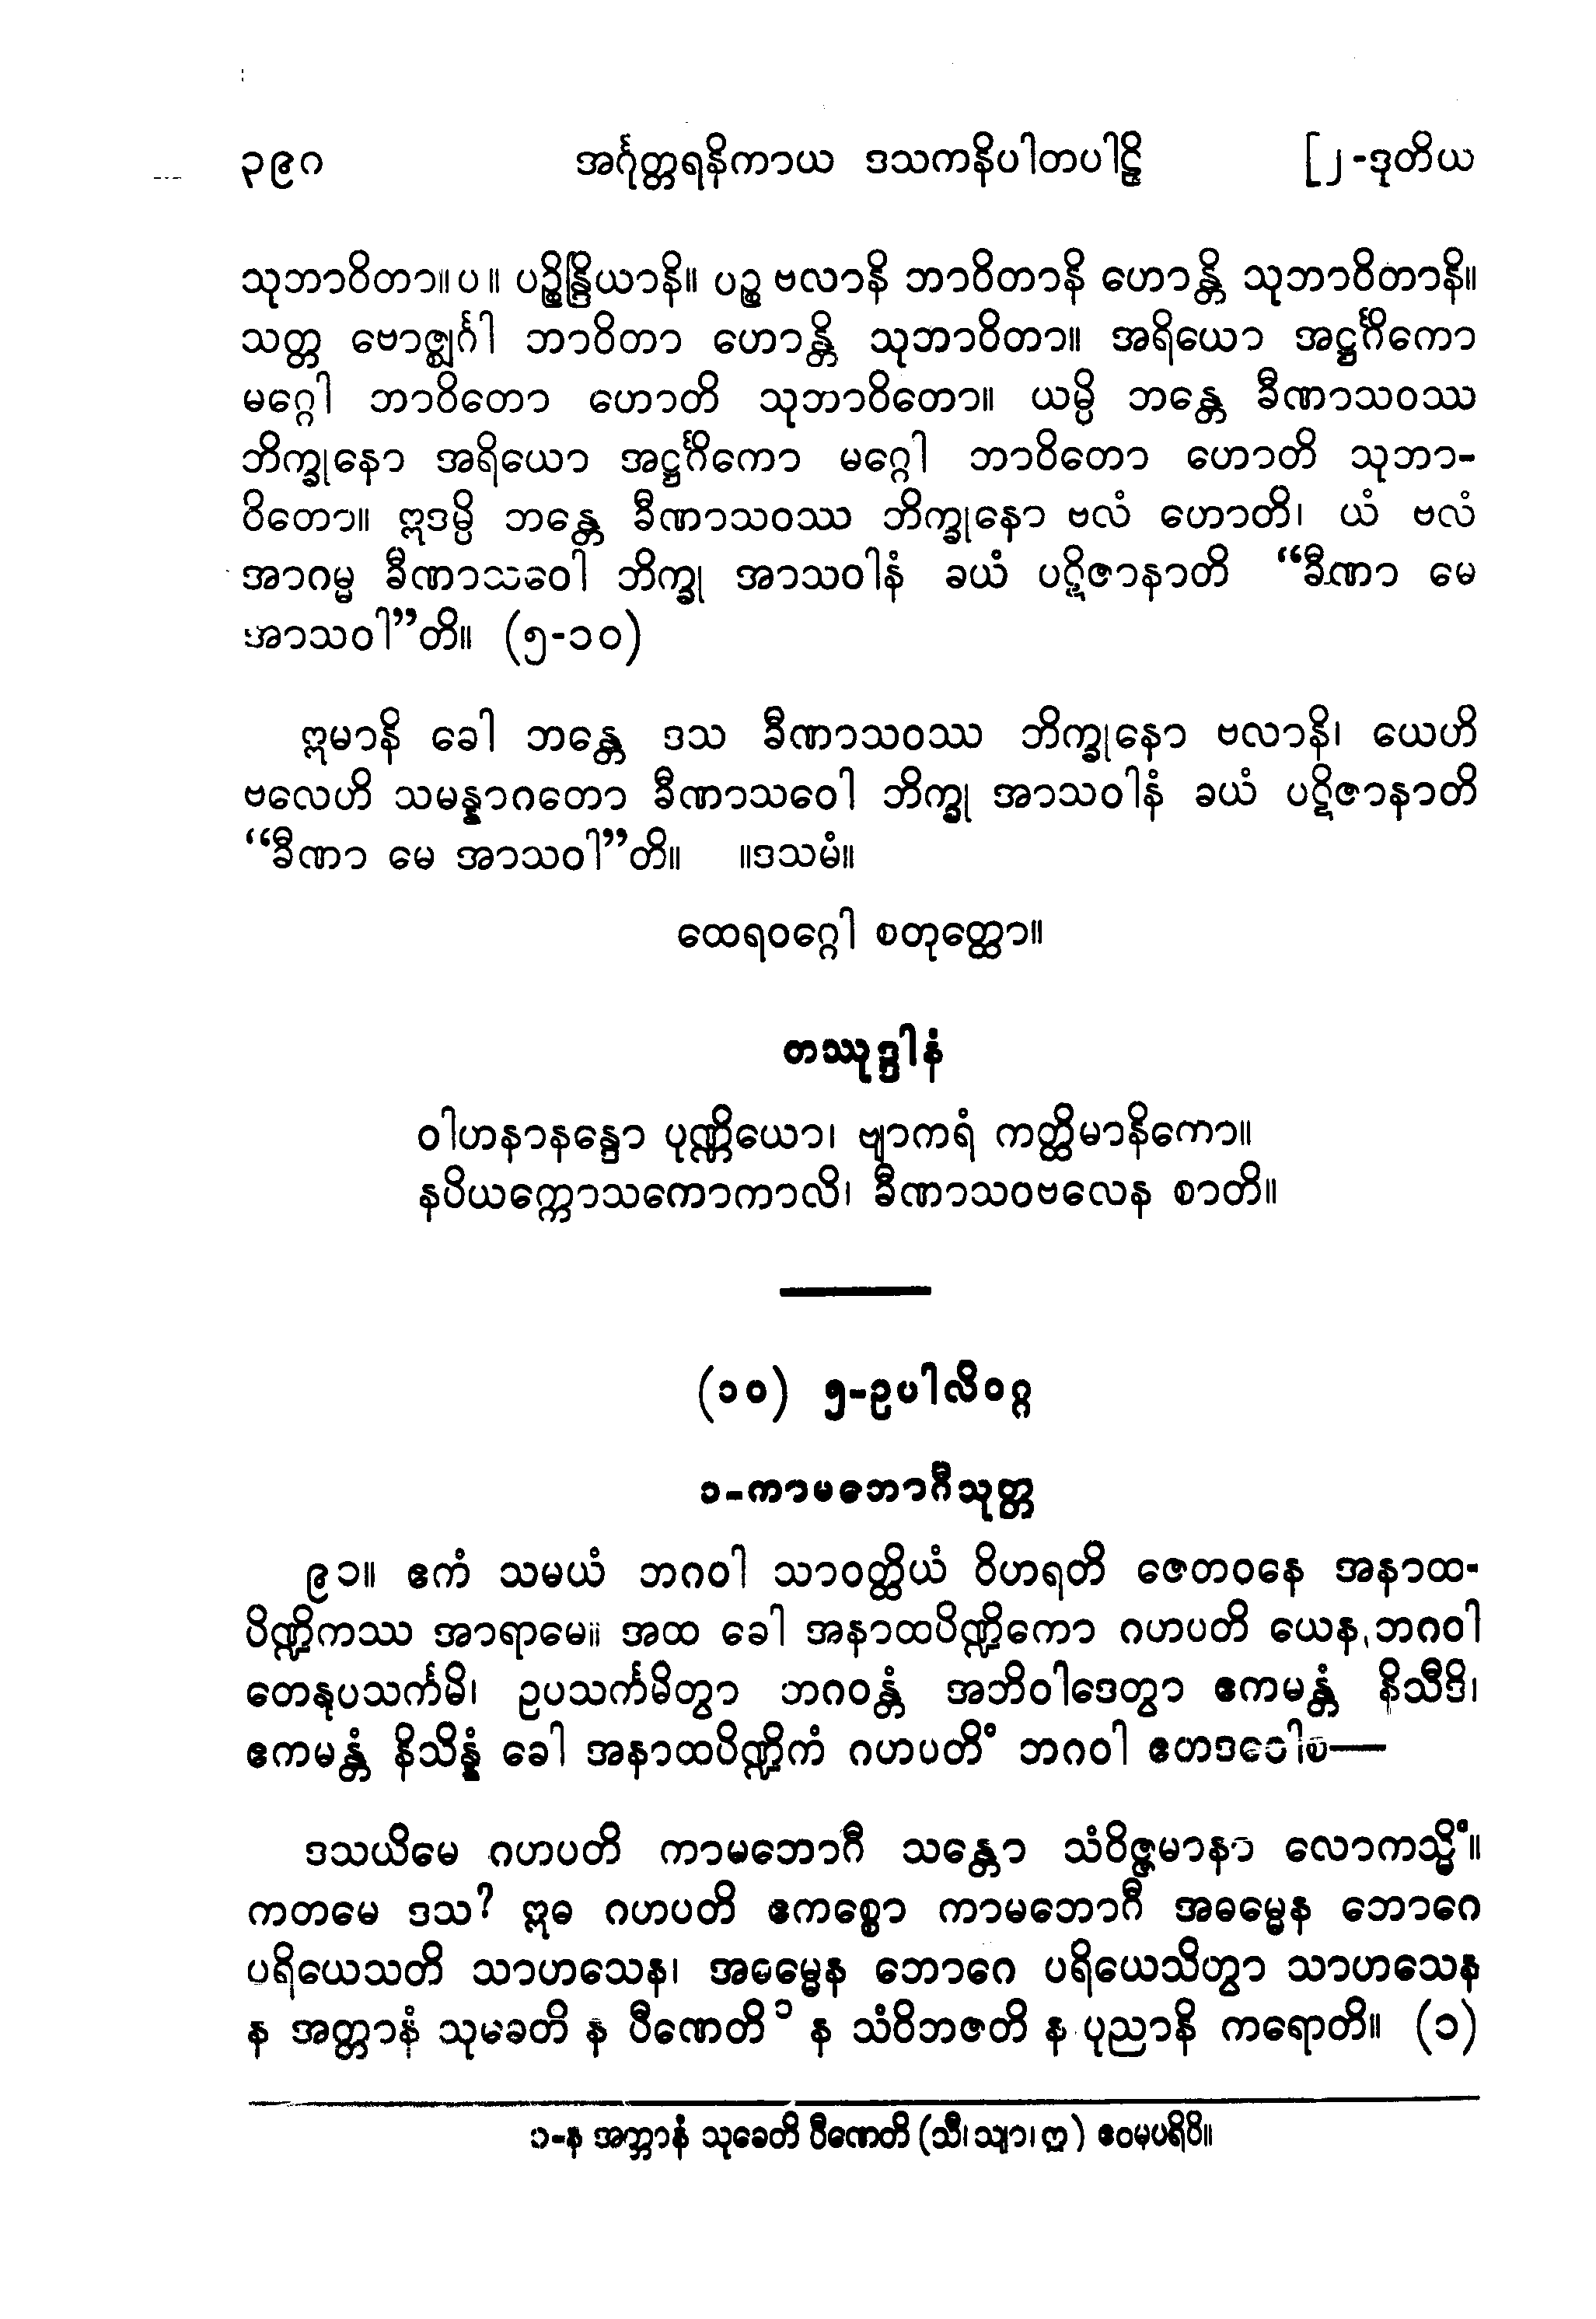 ၃၉ဂ အင်္ဂုတ္တရနိကာယ ဒသကနိပါတပါဠိ [၂-ဒုတိယ
သုဘာဝိတာ။ပ။ ပဉ္စိန္ဒြိယာနိ။ ပဉ္စ ဗလာနိ ဘာဝိတာနိ ဟောန္တိ သုဘာဝိတာနိ။
သတ္တ ဗောဇ္ဈင်္ဂါ ဘာဝိတာ ဟောန္တိ သုဘာဝိတာ။ အရိယော အဋ္ဌင်္ဂိကော
မဂ္ဂေါ ဘာဝိတော ဟောတိ သုဘာဝိတော။ ယမ္ပိ ဘန္တေ ခီဏာသဝဿ
ဘိက္ခုနော အရိယော အဋ္ဌင်္ဂိကော မဂ္ဂေါ ဘာဝိတော ဟောတိ သုဘာ-
ဝိတော။ ဣဒမ္ပိ ဘန္တေ ခီဏာသဝဿ ဘိက္ခုနော ဗလံ ဟောတိ၊ ယံ ဗလံ
အာဂမ္မ ခီဏာသဝေါ ဘိက္ခု အာသဝါနံ ခယံ ပဋိဇာနာတိ “ခီဏာ မေ
အာသဝါ”တိ။ (၅-၁၀)
ဣမာနိ ခေါ ဘန္တေ ဒသ ခီဏာသဝဿ ဘိက္ခုနော ဗလာနိ၊ ယေဟိ
ဗလေဟိ သမန္နာဂတော ခီဏာသဝေါ ဘိက္ခု အာသဝါနံ ခယံ ပဋိဇာနာတိ
“ခီဏာ မေ အာသဝါ”တိ။ ။ဒသမံ။
ထေရဝဂ္ဂေါ စတုတ္ထော။
တဿုဒ္ဒါနံ
ဝါဟနာနန္ဒော ပုဏ္ဏိယော၊ ဗျာကရံ ကတ္ထိမာနိကော။
နပိယက္ကောသကောကာလိ၊ ခီဏာသဝဗလေန စာတိ။
(၁၀) ၅-ဥပါလိဝဂ္ဂ
၁-ကာမဘောဂီသုတ္တ
၉၁။ ဧကံ သမယံ ဘဂဝါ သာဝတ္ထိယံ ဝိဟရတိ ဇေတဝနေ အနာထ-
ပိဏ္ဍိကဿ အာရာမေ။ အထ ခေါ အနာထပိဏ္ဍိကော ဂဟပတိ ယေန ဘဂဝါ
တေနုပသင်္ကမိ၊ ဥပသင်္ကမိတွာ ဘဂဝန္တံ အဘိဝါဒေတွာ ဧကမန္တံ နိသီဒိ၊
ဧကမန္တံ နိသိန္နံ ခေါ အနာထပိဏ္ဍိကံ ဂဟပတိံ ဘဂဝါ ဧတဒဝေါစ—
ဒသယိမေ ဂဟပတိ ကာမဘောဂီ သန္တော သံဝိဇ္ဇမာနာ လောကသ္မိံ။
ကတမေ ဒသ? ဣဓ ဂဟပတိ ဧကစ္စော ကာမဘောဂီ အဓမ္မေန ဘောဂေ
ပရိယေသတိ သာဟသေန၊ အဓမ္မေန ဘောဂေ ပရိယေသိတွာ သာဟသေန
န အတ္တာနံ သုခေတိ န ပီဏေတိ ၁ န သံဝိဘဇတိ န ပုညာနိ ကရောတိ။ (၁)
၁-န အတ္တာနံ သုခေတိ ပီဏေတိ (သီ၊ သျာ၊ ဣ) ဧဝမုပရိပိ။